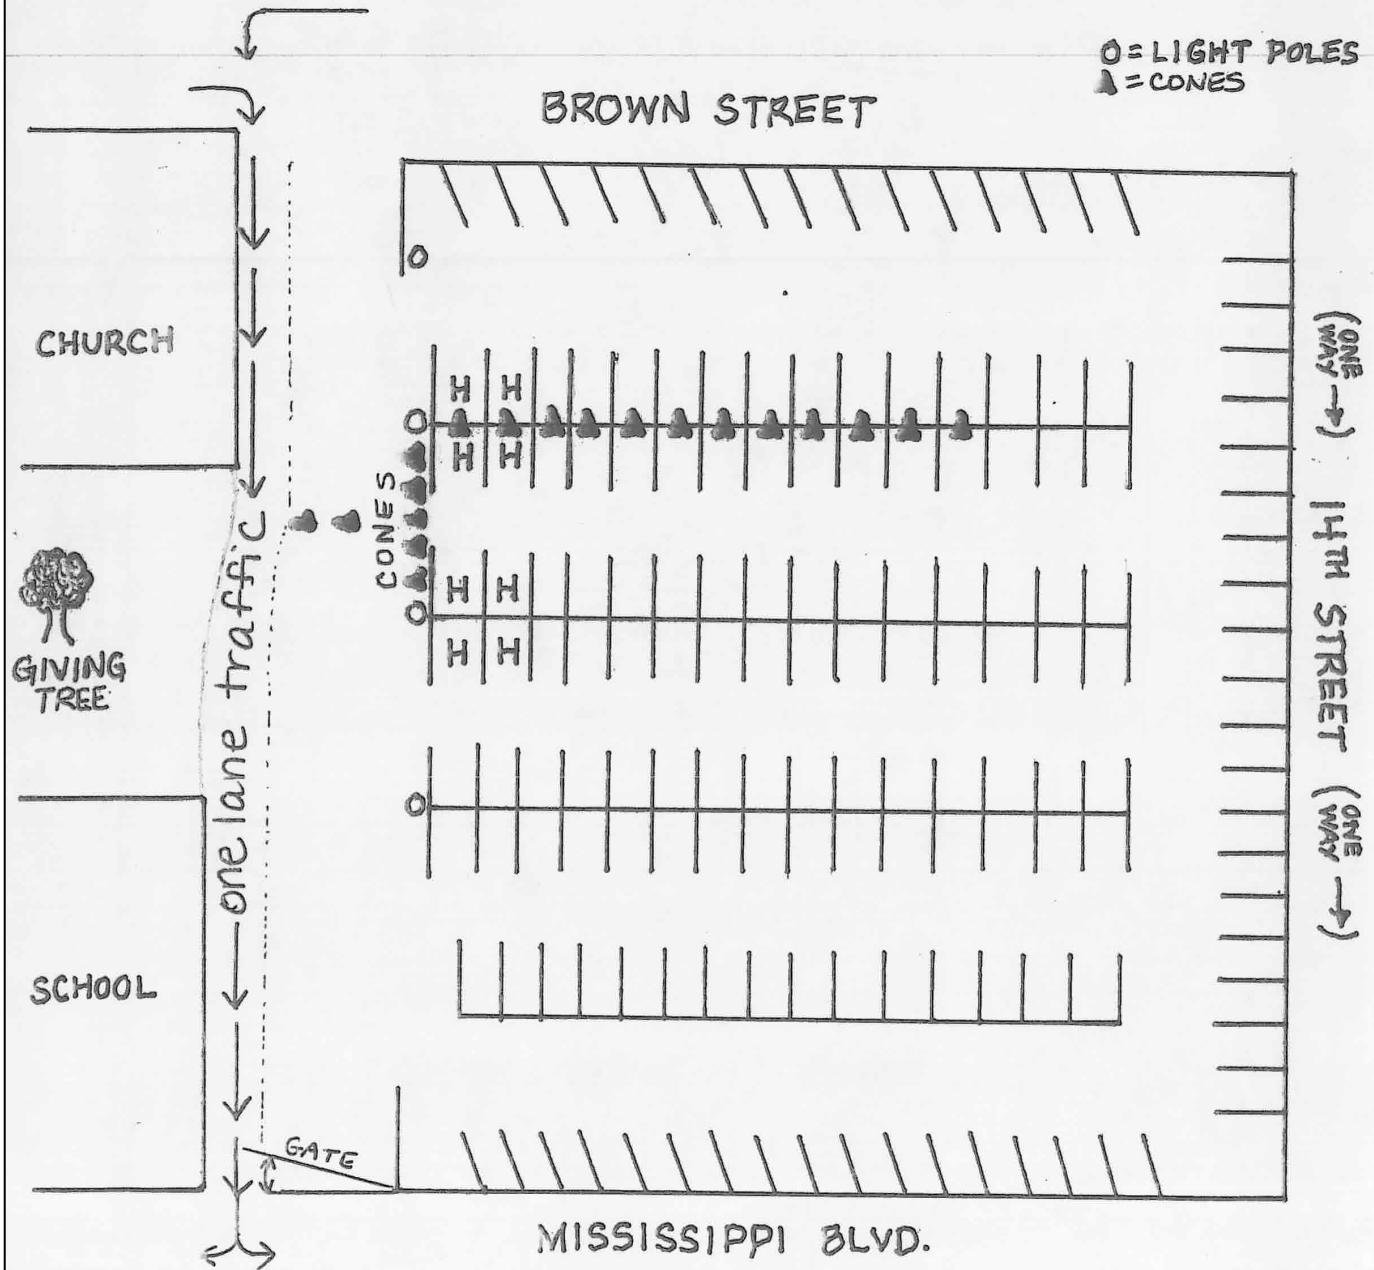 O = LIGHT POLES
= CONES
BROWN STREET
CHURCH
H H
H H
CONES
(ONE WAY →)
14TH STREET
one lane traffic
H H
H H
GIVING
TREE
(ONE WAY →)
SCHOOL
GATE
MISSISSIPPI BLVD.